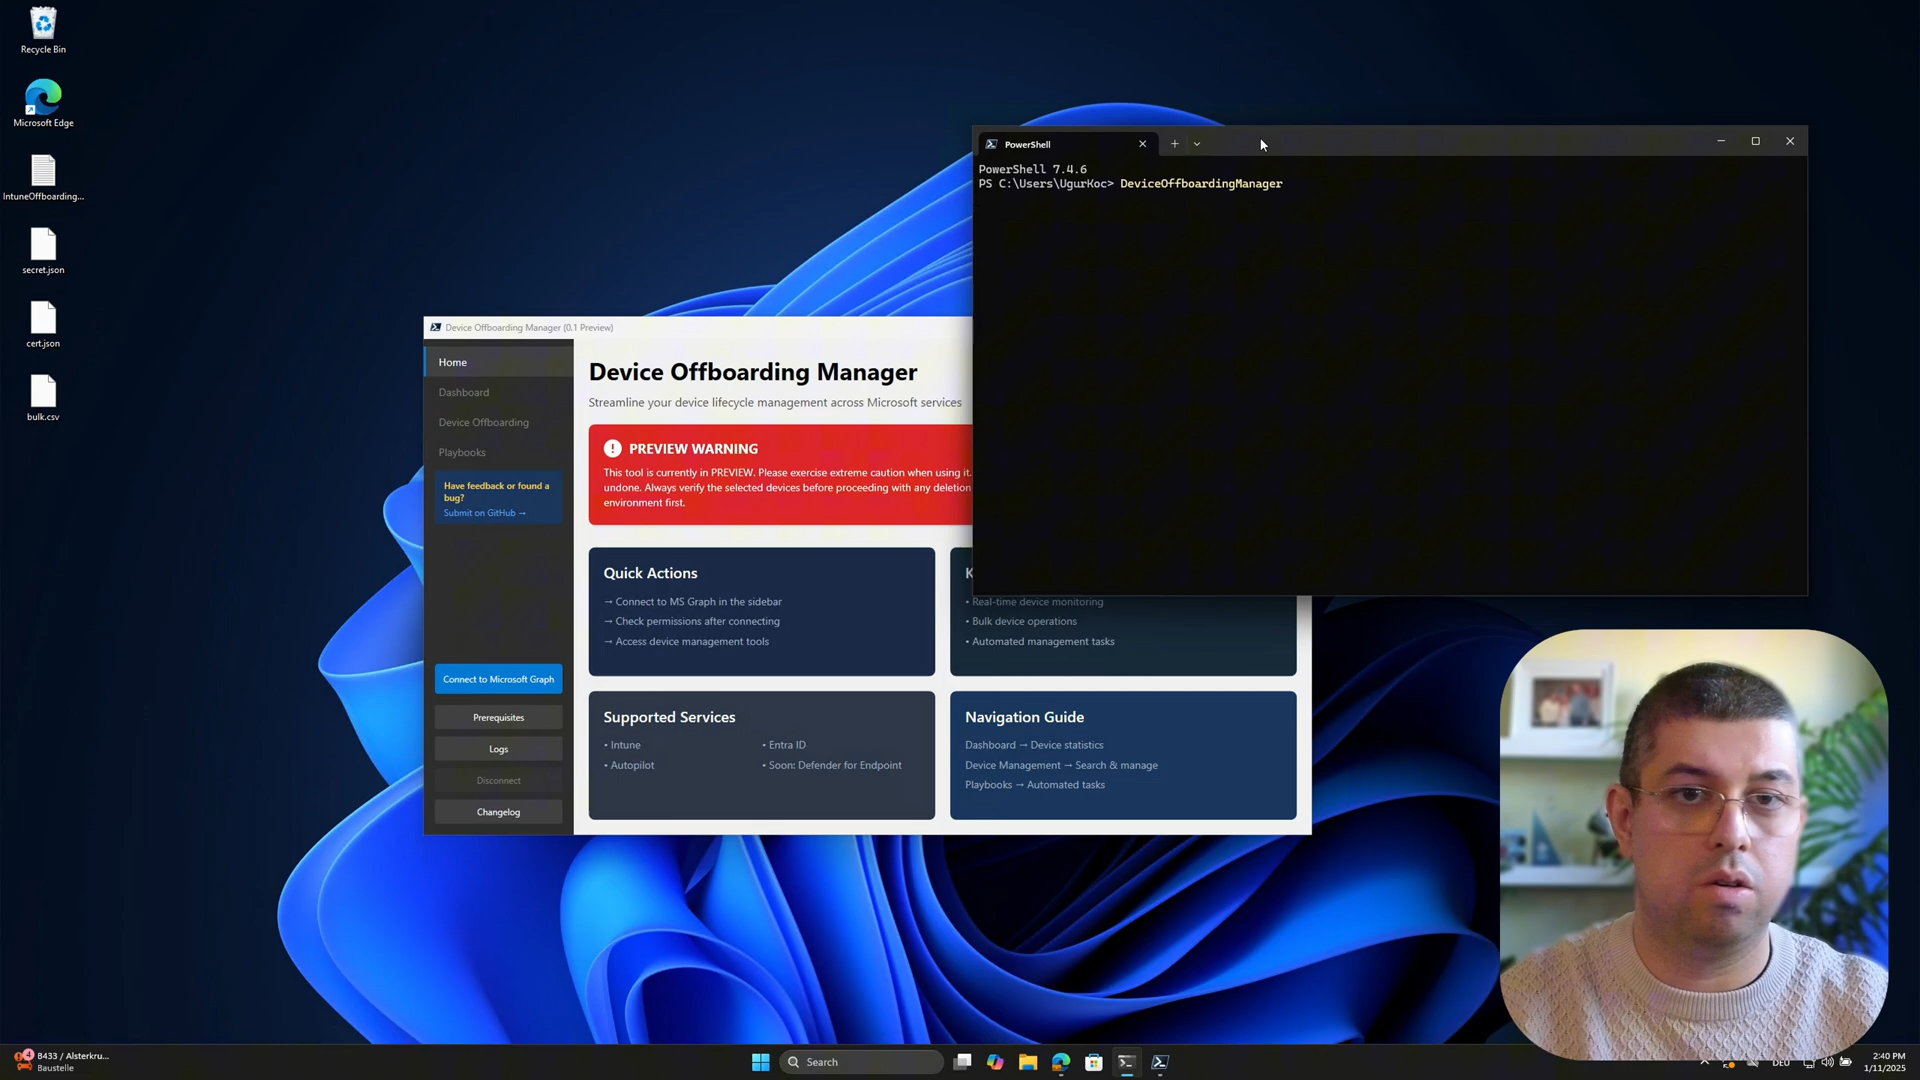 Recycle Bin
Microsoft Edge
IntuneOffboarding...
secret.json
cert.json
bulk.csv
PowerShell
PowerShell 7.4.6
PS C:\Users\UgurKoc> DeviceOffboardingManager
Device Offboarding Manager (0.1 Preview)
Home
Dashboard
Device Offboarding
Playbooks
Have feedback or found a
bug?
Submit on GitHub →
Connect to Microsoft Graph
Prerequisites
Logs
Disconnect
Changelog
Device Offboarding Manager
Streamline your device lifecycle management across Microsoft services
PREVIEW WARNING
This tool is currently in PREVIEW. Please exercise extreme caution when using it.
undone. Always verify the selected devices before proceeding with any deletion
environment first.
Quick Actions
→ Connect to MS Graph in the sidebar
→ Check permissions after connecting
→ Access device management tools
K
• Real-time device monitoring
• Bulk device operations
• Automated management tasks
Supported Services
• Intune
• Entra ID
• Autopilot
• Soon: Defender for Endpoint
Navigation Guide
Dashboard → Device statistics
Device Management → Search & manage
Playbooks → Automated tasks
4
B433 / Alsterkru...
Baustelle
Search
DEU
2:40 PM
1/11/2025